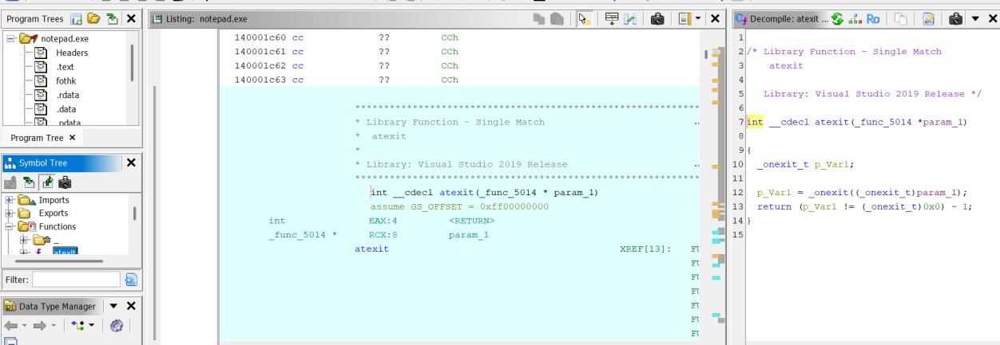 Program Trees
notepad.exe
Headers
.text
fothk
.rdata
.data
.pdata
Program Tree
Symbol Tree
Imports
Exports
Functions
_
f atexit
Filter:
Data Type Manager
Listing: notepad.exe
140001c60 cc ?? CCh
140001c61 cc ?? CCh
140001c62 cc ?? CCh
140001c63 cc ?? CCh
* Library Function - Single Match ..
* atexit
*
* Library: Visual Studio 2019 Release ..
int __cdecl atexit(_func_5014 * param_1)
assume GS_OFFSET = 0xff00000000
int EAX:4 <RETURN>
_func_5014 * RCX:8 param_1
atexit XREF[13]: FU
FU
FU
FU
FU
FU
FU
Decompile: atexit ...
Ro
1
2 /* Library Function - Single Match
3 atexit
4
5 Library: Visual Studio 2019 Release */
6
7 int __cdecl atexit(_func_5014 *param_1)
8
9 {
10 _onexit_t p_Var1;
11
12 p_Var1 = _onexit((_onexit_t)param_1);
13 return (p_Var1 != (_onexit_t)0x0) - 1;
14 }
15